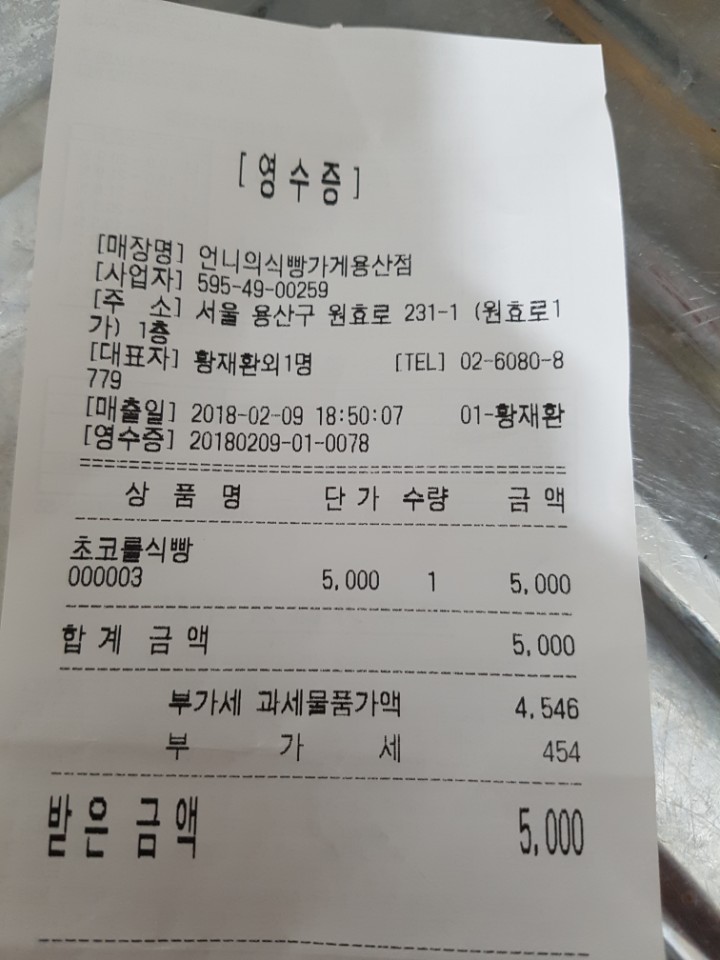 [영수증]
[매장명] 언니의식빵가게용산점
[사업자] 595-49-00259
[주 소] 서울 용산구 원효로 231-1 (원효로1
가) 1층
[대표자] 황재환외1명 [TEL] 02-6080-8
779
[매출일] 2018-02-09 18:50:07 01-황재환
[영수증] 20180209-01-0078
상 품 명 단 가 수량 금 액
초코롤식빵
000003 5,000 1 5,000
합 계 금 액 5,000
부가세 과세물품가액 4,546
부 가 세 454
받은 금액 5,000